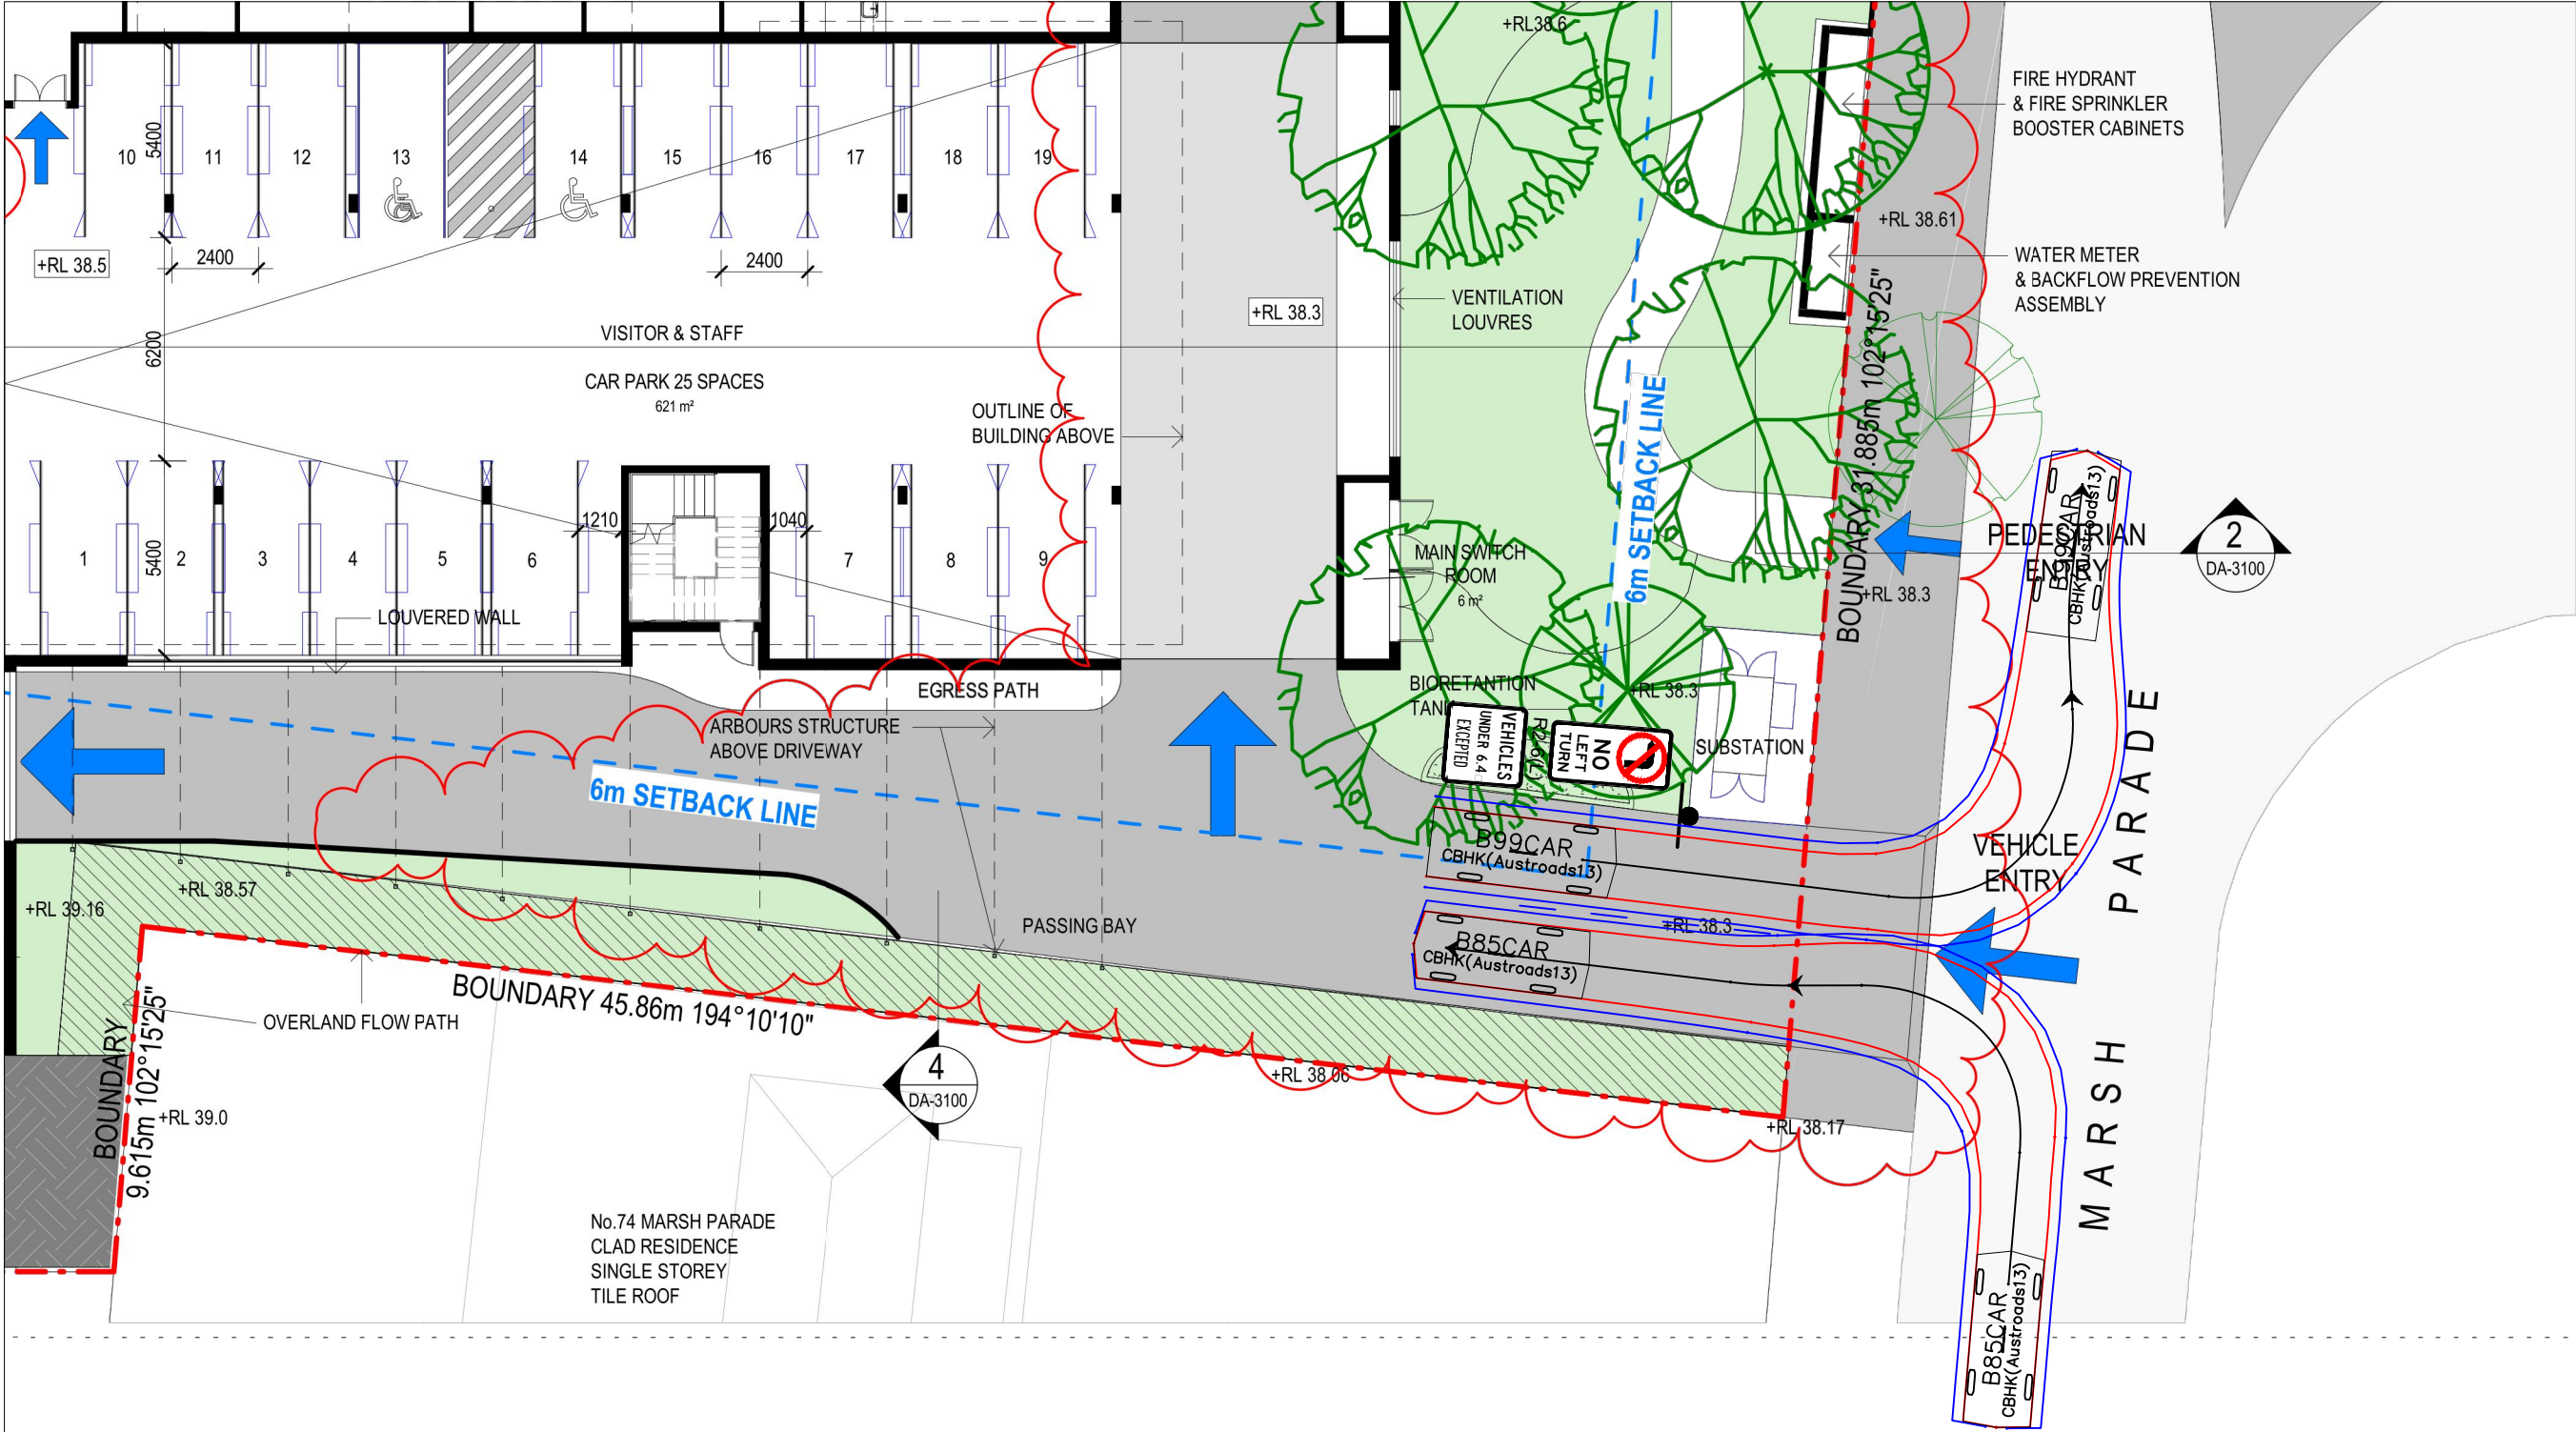 +RL38.6
FIRE HYDRANT
& FIRE SPRINKLER
BOOSTER CABINETS
10
5400
11
12
13
14
15
16
17
18
19
+RL 38.61
+RL 38.5
2400
2400
WATER METER
& BACKFLOW PREVENTION
ASSEMBLY
+RL 38.3
VENTILATION
LOUVRES
6200
VISITOR & STAFF
CAR PARK 25 SPACES
621 m²
OUTLINE OF
BUILDING ABOVE
6m SETBACK LINE
BOUNDARY 31.885m 102°15'25"
1
5400
2
3
4
5
6
1210
1040
7
8
9
MAIN SWITCH
ROOM
6 m²
PEDESTRIAN
ENTRY
B99CAR
CBHK(Austroads13)
2
DA-3100
+RL 38.3
LOUVERED WALL
EGRESS PATH
BIORETANTION
+RL 38.3
ARBOURS STRUCTURE
ABOVE DRIVEWAY
VEHICLES
UNDER 6.4
EXCEPTED
NO
LEFT
TURN
SUBSTATION
6m SETBACK LINE
B99CAR
CBHK(Austroads13)
VEHICLE
ENTRY
MARSH PARADE
+RL 38.57
+RL 39.16
PASSING BAY
+RL 38.3
B85CAR
CBHK(Austroads13)
BOUNDARY 45.86m 194°10'10"
OVERLAND FLOW PATH
BOUNDARY
9.615m 102°15'25"
4
DA-3100
+RL 38.06
+RL 39.0
+RL 38.17
No.74 MARSH PARADE
CLAD RESIDENCE
SINGLE STOREY
TILE ROOF
B85CAR
CBHK(Austroads13)